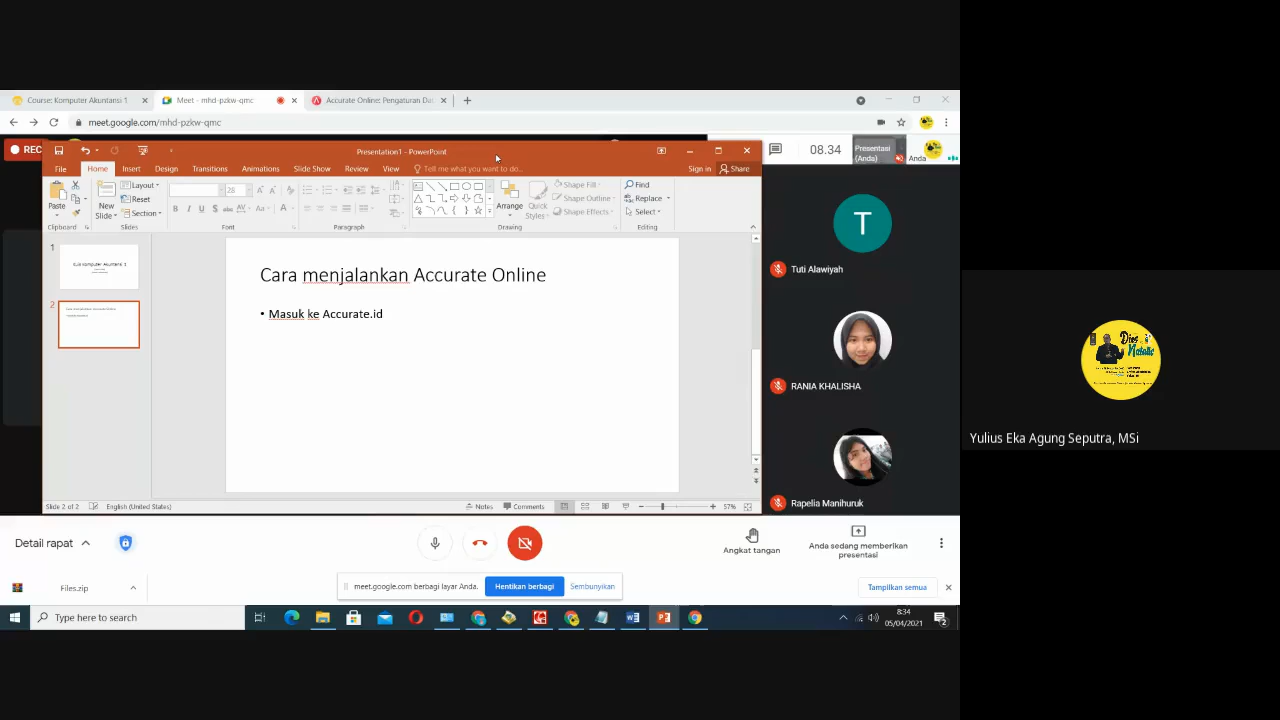 Course: Komputer Akuntansi 1
Meet - mhd-pzkw-qmc
Accurate Online: Pengaturan Dat
meet.google.com/mhd-pzkw-qmc
REC
Presentation1 - PowerPoint
File Home Insert Design Transitions Animations Slide Show Review View Tell me what you want to do...
Sign in Share
Paste
New
Slide
Layout
Reset
Section
28
Arrange
Quick
Styles
Shape Fill
Shape Outline
Shape Effects
Find
Replace
Select
Clipboard
Slides
Font
Paragraph
Drawing
Editing
1
2
Cara menjalankan Accurate Online
• Masuk ke Accurate.id
Slide 2 of 2
English (United States)
Notes
Comments
57%
Presentasi
(Anda)
08.34
Anda
T
Tuti Alawiyah
RANIA KHALISHA
Rapelia Manihuruk
Dies
Natalis
Yulius Eka Agung Seputra, MSi
Detail rapat
Angkat tangan
Anda sedang memberikan
presentasi
Files.zip
meet.google.com berbagi layar Anda.
Hentikan berbagi
Sembunyikan
Tampilkan semua
Type here to search
8:34
05/04/2021
2